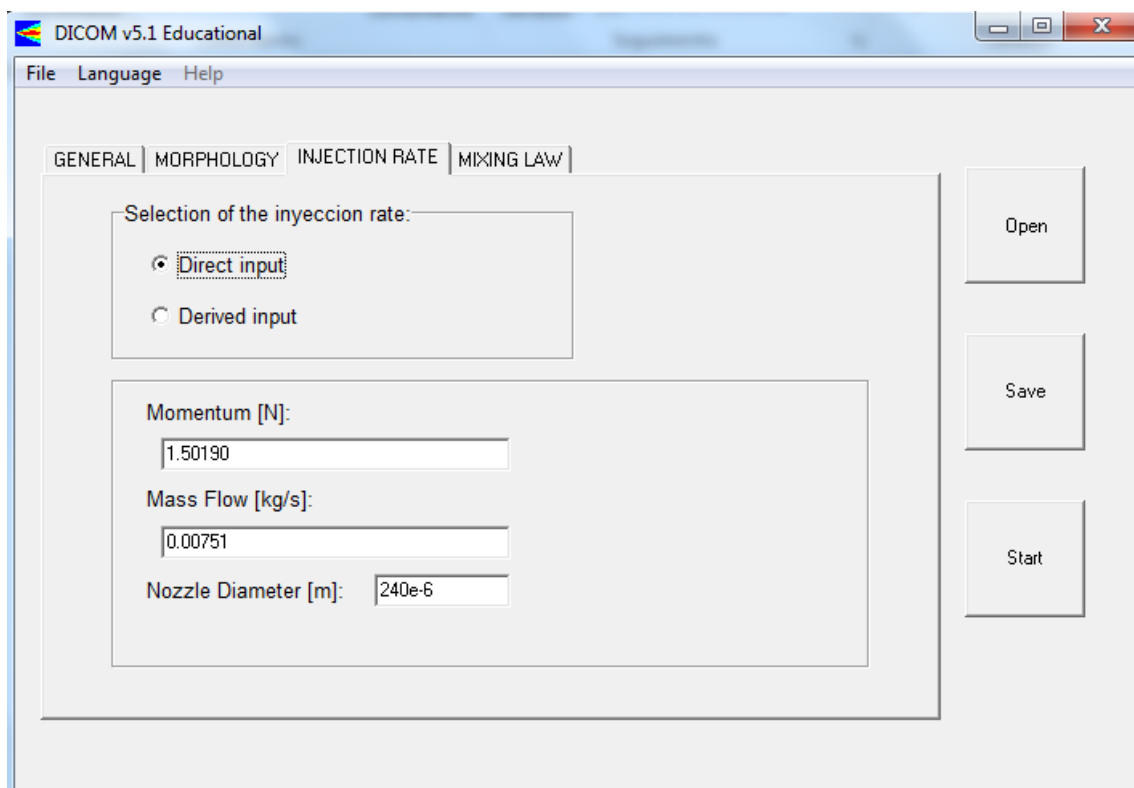 DICOM v5.1 Educational
File Language Help
GENERAL MORPHOLOGY INJECTION RATE MIXING LAW
Selection of the inyeccion rate:
Direct input
Derived input
Momentum [N]:
1.50190
Mass Flow [kg/s]:
0.00751
Nozzle Diameter [m]: 240e-6
Open
Save
Start